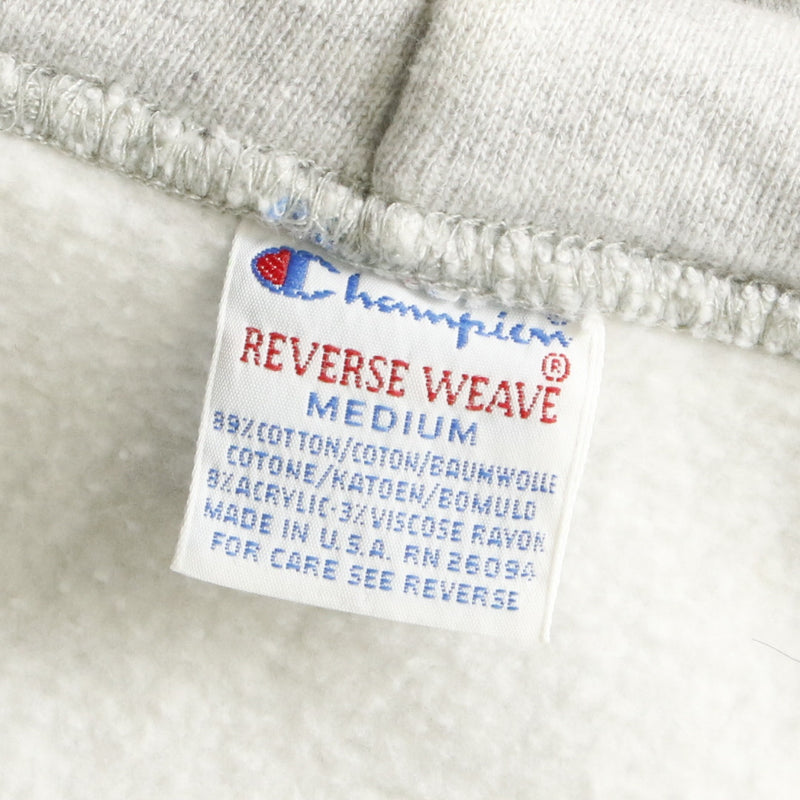 Champion
REVERSE WEAVE®
MEDIUM
89% COTTON/COTON/BAUMWOLLE
COTONE/KATOEN/BOMULD
8% ACRYLIC-3% VISCOSE RAYON
MADE IN U.S.A. RN 26094
FOR CARE SEE REVERSE